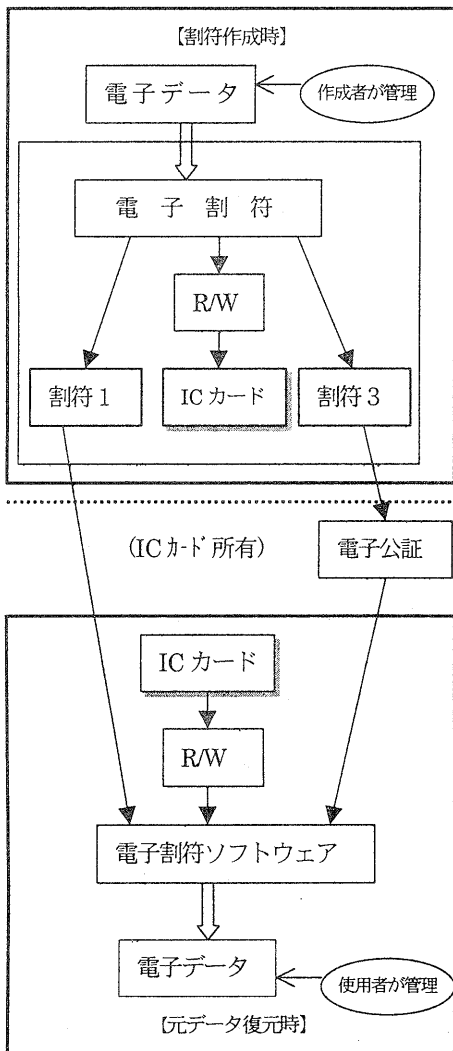 【割符作成時】
電子データ
作成者が管理
電子割符
R/W
割符1
ICカード
割符3
(ICカード所有)
電子公証
ICカード
R/W
電子割符ソフトウェア
電子データ
使用者が管理
【元データ復元時】